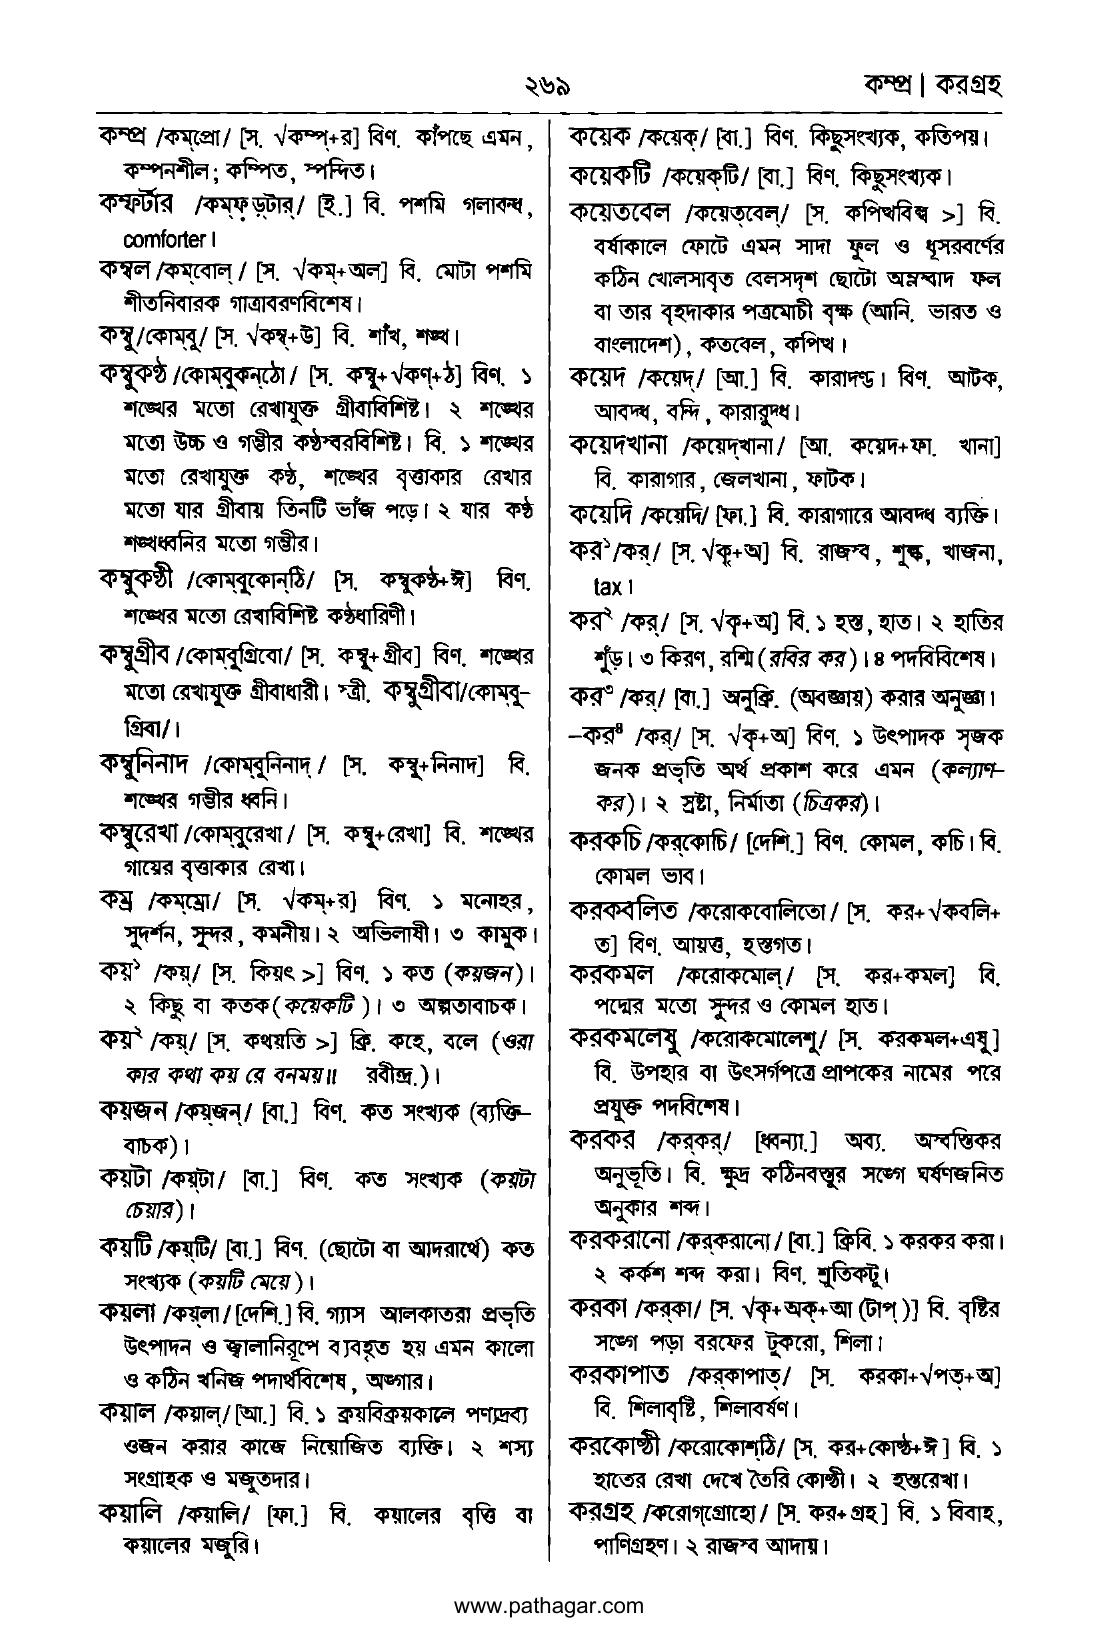 ২৬৯
কম্প্র | করগ্রহ
কম্প্র /কম্‌প্রো/ [স. √কম্প্‌+র] বিণ. কাঁপছে এমন,
কম্পনশীল; কম্পিত, স্পন্দিত।
কম্ফর্টার /কম্‌ফ্‌ড়্‌টার্‌/ [ই.] বি. পশমি গলাবন্ধ,
comforter।
কম্বল /কম্‌বোল্‌/ [স. √কম্‌+অল] বি. মোটা পশমি
শীতনিবারক গাত্রাবরণবিশেষ।
কম্বু/কোম্‌বু/ [স. √কম্ব্‌+উ] বি. শাঁখ, শঙ্খ।
কম্বুকণ্ঠ /কোম্‌বুকন্‌ঠো/ [স. কম্বু+√কণ্‌+ঠ] বিণ. ১
শঙ্খের মতো রেখাযুক্ত গ্রীবাবিশিষ্ট। ২ শঙ্খের
মতো উচ্চ ও গম্ভীর কণ্ঠস্বরবিশিষ্ট। বি. ১ শঙ্খের
মতো রেখাযুক্ত কণ্ঠ, শঙ্খের বৃত্তাকার রেখার
মতো যার গ্রীবায় তিনটি ভাঁজ পড়ে। ২ যার কণ্ঠ
শঙ্খধ্বনির মতো গম্ভীর।
কম্বুকণ্ঠী /কোম্‌বুকোন্‌ঠি/ [স. কম্বুকণ্ঠ+ঈ] বিণ.
শঙ্খের মতো রেখাবিশিষ্ট কণ্ঠধারিণী।
কম্বুগ্রীব /কোম্‌বুগ্রিবো/ [স. কম্বু+গ্রীব] বিণ. শঙ্খের
মতো রেখাযুক্ত গ্রীবাধারী। স্ত্রী. কম্বুগ্রীবা/কোম্‌বু-
গ্রিবা/।
কম্বুনিনাদ /কোম্‌বুনিনাদ্‌/ [স. কম্বু+নিনাদ] বি.
শঙ্খের গম্ভীর ধ্বনি।
কম্বুরেখা /কোম্‌বুরেখা/ [স. কম্বু+রেখা] বি. শঙ্খের
গায়ের বৃত্তাকার রেখা।
কম্র /কম্‌ম্রো/ [স. √কম্‌+র] বিণ. ১ মনোহর,
সুদর্শন, সুন্দর, কমনীয়। ২ অভিলাষী। ৩ কামুক।
কয়১ /কয়্‌/ [স. কিয়ৎ >] বিণ. ১ কত (কয়জন)।
২ কিছু বা কতক(কয়েকটি)। ৩ অল্পতাবাচক।
কয়২ /কয়্‌/ [স. কথয়তি >] ক্রি. কহে, বলে (ওরা
কার কথা কয় রে বনময়॥ রবীন্দ্র.)।
কয়জন /কয়্‌জন্‌/ [বা.] বিণ. কত সংখ্যক (ব্যক্তি-
বাচক)।
কয়টা /কয়্‌টা/ [বা.] বিণ. কত সংখ্যক (কয়টা
চেয়ার)।
কয়টি /কয়্‌টি/ [বা.] বিণ. (ছোটো বা আদরার্থে) কত
সংখ্যক (কয়টি মেয়ে)।
কয়লা /কয়্‌লা/ [দেশি.] বি. গ্যাস আলকাতরা প্রভৃতি
উৎপাদন ও জ্বালানিরূপে ব্যবহৃত হয় এমন কালো
ও কঠিন খনিজ পদার্থবিশেষ, অঙ্গার।
কয়াল /কয়াল্‌/ [আ.] বি. ১ ক্রয়বিক্রয়কালে পণ্যদ্রব্য
ওজন করার কাজে নিয়োজিত ব্যক্তি। ২ শস্য
সংগ্রাহক ও মজুতদার।
কয়ালি /কয়ালি/ [ফা.] বি. কয়ালের বৃত্তি বা
কয়ালের মজুরি।
কয়েক /কয়েক্‌/ [বা.] বিণ. কিছুসংখ্যক, কতিপয়।
কয়েকটি /কয়েক্‌টি/ [বা.] বিণ. কিছুসংখ্যক।
কয়েতবেল /কয়েত্‌বেল্‌/ [স. কপিত্থবিল্ব >] বি.
বর্ষাকালে ফোটে এমন সাদা ফুল ও ধূসরবর্ণের
কঠিন খোলসাবৃত বেলসদৃশ ছোটো অম্লস্বাদ ফল
বা তার বৃহদাকার পত্রমোচী বৃক্ষ (আনি. ভারত ও
বাংলাদেশ), কতবেল, কপিত্থ।
কয়েদ /কয়েদ্‌/ [আ.] বি. কারাদণ্ড। বিণ. আটক,
আবদ্ধ, বন্দি, কারারুদ্ধ।
কয়েদখানা /কয়েদ্‌খানা/ [আ. কয়েদ+ফা. খানা]
বি. কারাগার, জেলখানা, ফাটক।
কয়েদি /কয়েদি/ [ফা.] বি. কারাগারে আবদ্ধ ব্যক্তি।
কর১/কর্‌/ [স. √কৃ+অ] বি. রাজস্ব, শুল্ক, খাজনা,
tax।
কর২ /কর্‌/ [স. √কৃ+অ] বি. ১ হস্ত, হাত। ২ হাতির
শুঁড়। ৩ কিরণ, রশ্মি (রবির কর)। ৪ পদবিবিশেষ।
কর৩ /কর্‌/ [বা.] অনুক্রি. (অবজ্ঞায়) করার অনুজ্ঞা।
–কর৪ /কর্‌/ [স. √কৃ+অ] বিণ. ১ উৎপাদক সৃজক
জনক প্রভৃতি অর্থ প্রকাশ করে এমন (কল্যাণ-
কর)। ২ স্রষ্টা, নির্মাতা (চিত্রকর)।
করকচি /কর্‌কোচি/ [দেশি.] বিণ. কোমল, কচি। বি.
কোমল ভাব।
করকবলিত /করোকবোলিতো/ [স. কর+√কবলি+
ত] বিণ. আয়ত্ত, হস্তগত।
করকমল /করোকমোল্‌/ [স. কর+কমল] বি.
পদ্মের মতো সুন্দর ও কোমল হাত।
করকমলেষু /করোকমোলেশু/ [স. করকমল+এষু]
বি. উপহার বা উৎসর্গপত্রে প্রাপকের নামের পরে
প্রযুক্ত পদবিশেষ।
করকর /কর্‌কর্‌/ [ধ্বন্যা.] অব্য. অস্বস্তিকর
অনুভূতি। বি. ক্ষুদ্র কঠিনবস্তুর সঙ্গে ঘর্ষণজনিত
অনুকার শব্দ।
করকরানো /কর্‌করানো/ [বা.] ক্রিবি. ১ করকর করা।
২ কর্কশ শব্দ করা। বিণ. শ্রুতিকটু।
করকা /কর্‌কা/ [স. √কৃ+অক্‌+আ (টাপ্‌)] বি. বৃষ্টির
সঙ্গে পড়া বরফের টুকরো, শিলা।
করকাপাত /কর্‌কাপাত্‌/ [স. করকা+√পত্‌+অ]
বি. শিলাবৃষ্টি, শিলাবর্ষণ।
করকোষ্ঠী /করোকোশ্‌ঠি/ [স. কর+কোষ্ঠ+ঈ] বি. ১
হাতের রেখা দেখে তৈরি কোষ্ঠী। ২ হস্তরেখা।
করগ্রহ /করোগ্‌গ্রোহো/ [স. কর+গ্রহ] বি. ১ বিবাহ,
পাণিগ্রহণ। ২ রাজস্ব আদায়।
www.pathagar.com